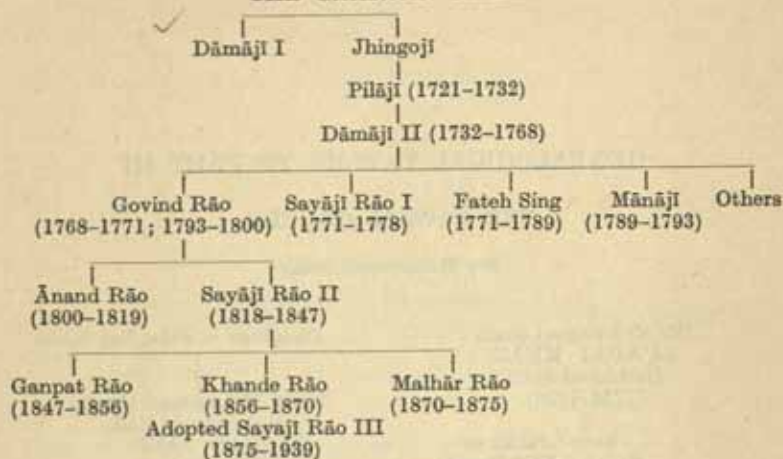 Dāmājī I Jhingojī
Pilājī (1721–1732)
Dāmājī II (1732–1768)
Govind Rāo Sayājī Rāo I Fateh Sing Mānājī Others
(1768–1771; 1793–1800) (1771–1778) (1771–1789) (1789–1793)
Ānand Rāo Sayājī Rāo II
(1800–1819) (1818–1847)
Ganpat Rāo Khande Rāo Malhār Rāo
(1847–1856) (1856–1870) (1870–1875)
Adopted Sayajī Rāo III
(1875–1939)